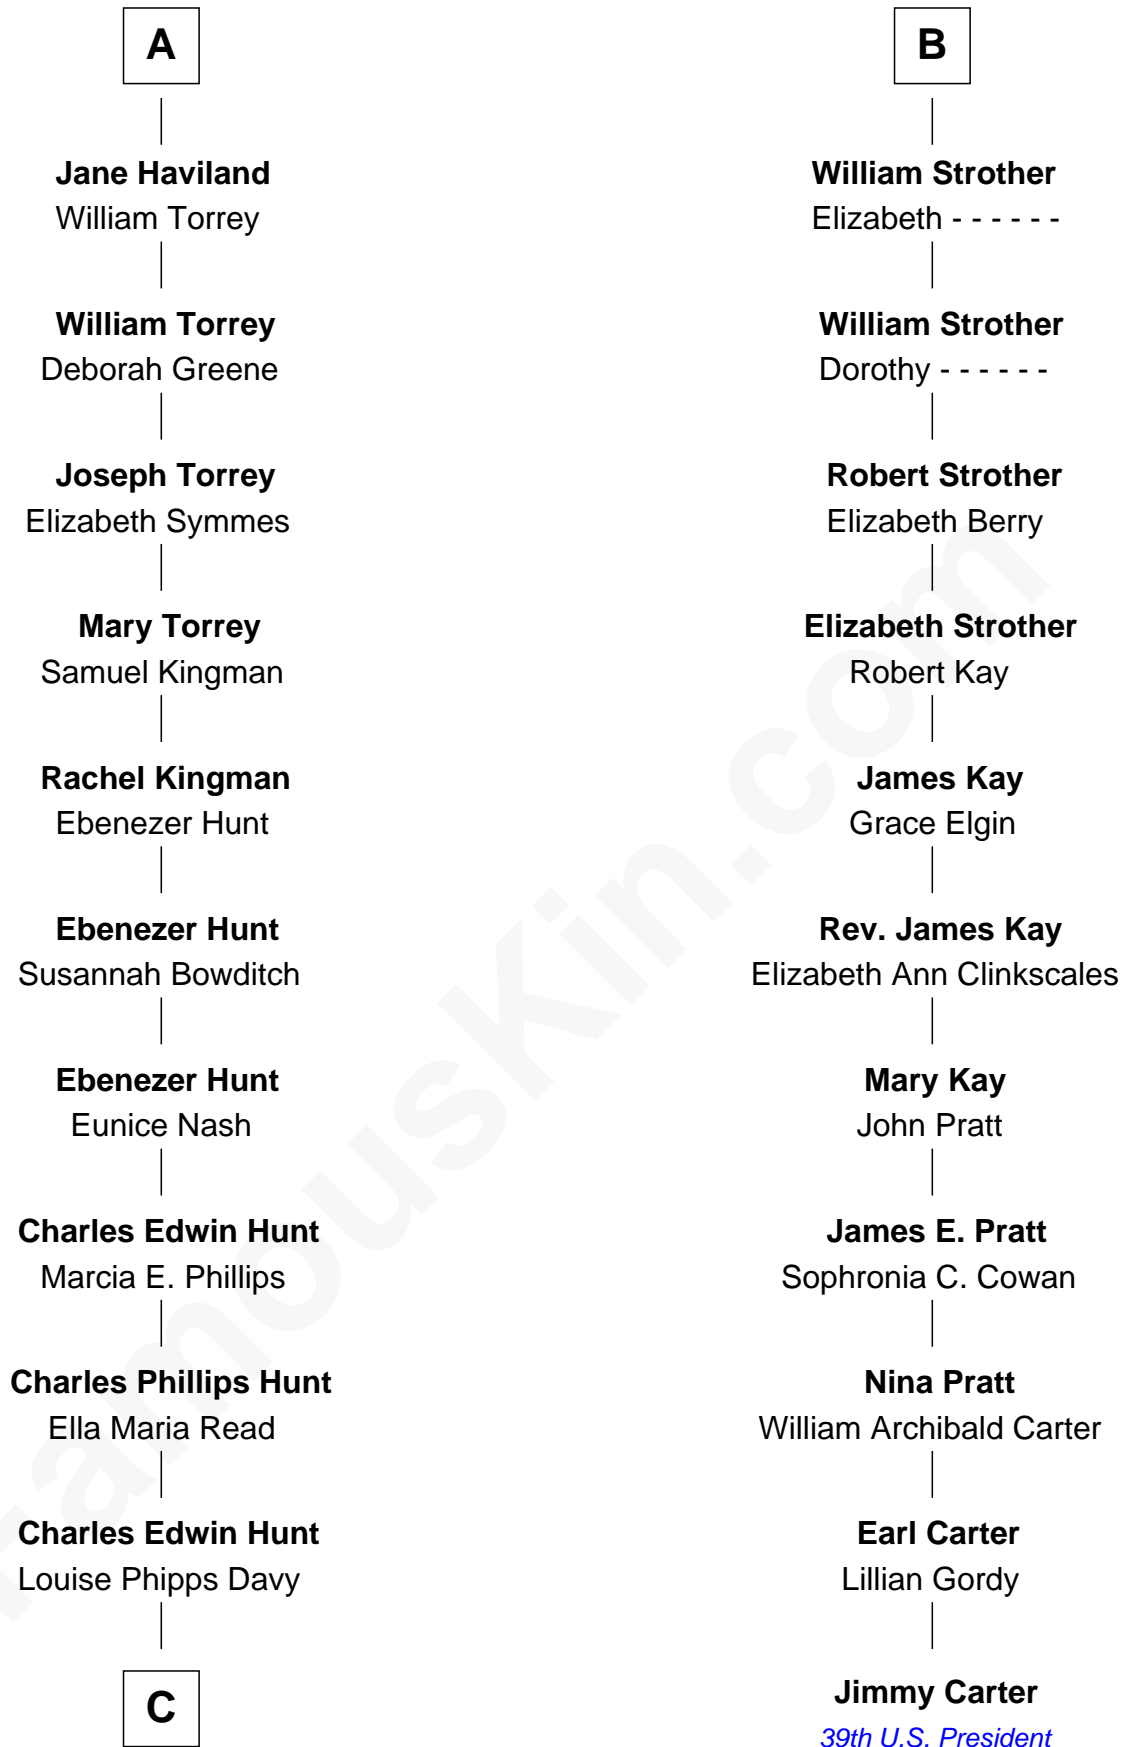 A
Jane Haviland
William Torrey
William Torrey
Deborah Greene
Joseph Torrey
Elizabeth Symmes
Mary Torrey
Samuel Kingman
Rachel Kingman
Ebenezer Hunt
Ebenezer Hunt
Susannah Bowditch
Ebenezer Hunt
Eunice Nash
Charles Edwin Hunt
Marcia E. Phillips
Charles Phillips Hunt
Ella Maria Read
Charles Edwin Hunt
Louise Phipps Davy
C
B
William Strother
Elizabeth - - - - - -
William Strother
Dorothy - - - - - -
Robert Strother
Elizabeth Berry
Elizabeth Strother
Robert Kay
James Kay
Grace Elgin
Rev. James Kay
Elizabeth Ann Clinkscales
Mary Kay
John Pratt
James E. Pratt
Sophronia C. Cowan
Nina Pratt
William Archibald Carter
Earl Carter
Lillian Gordy
Jimmy Carter
39th U.S. President
FamousKin.com